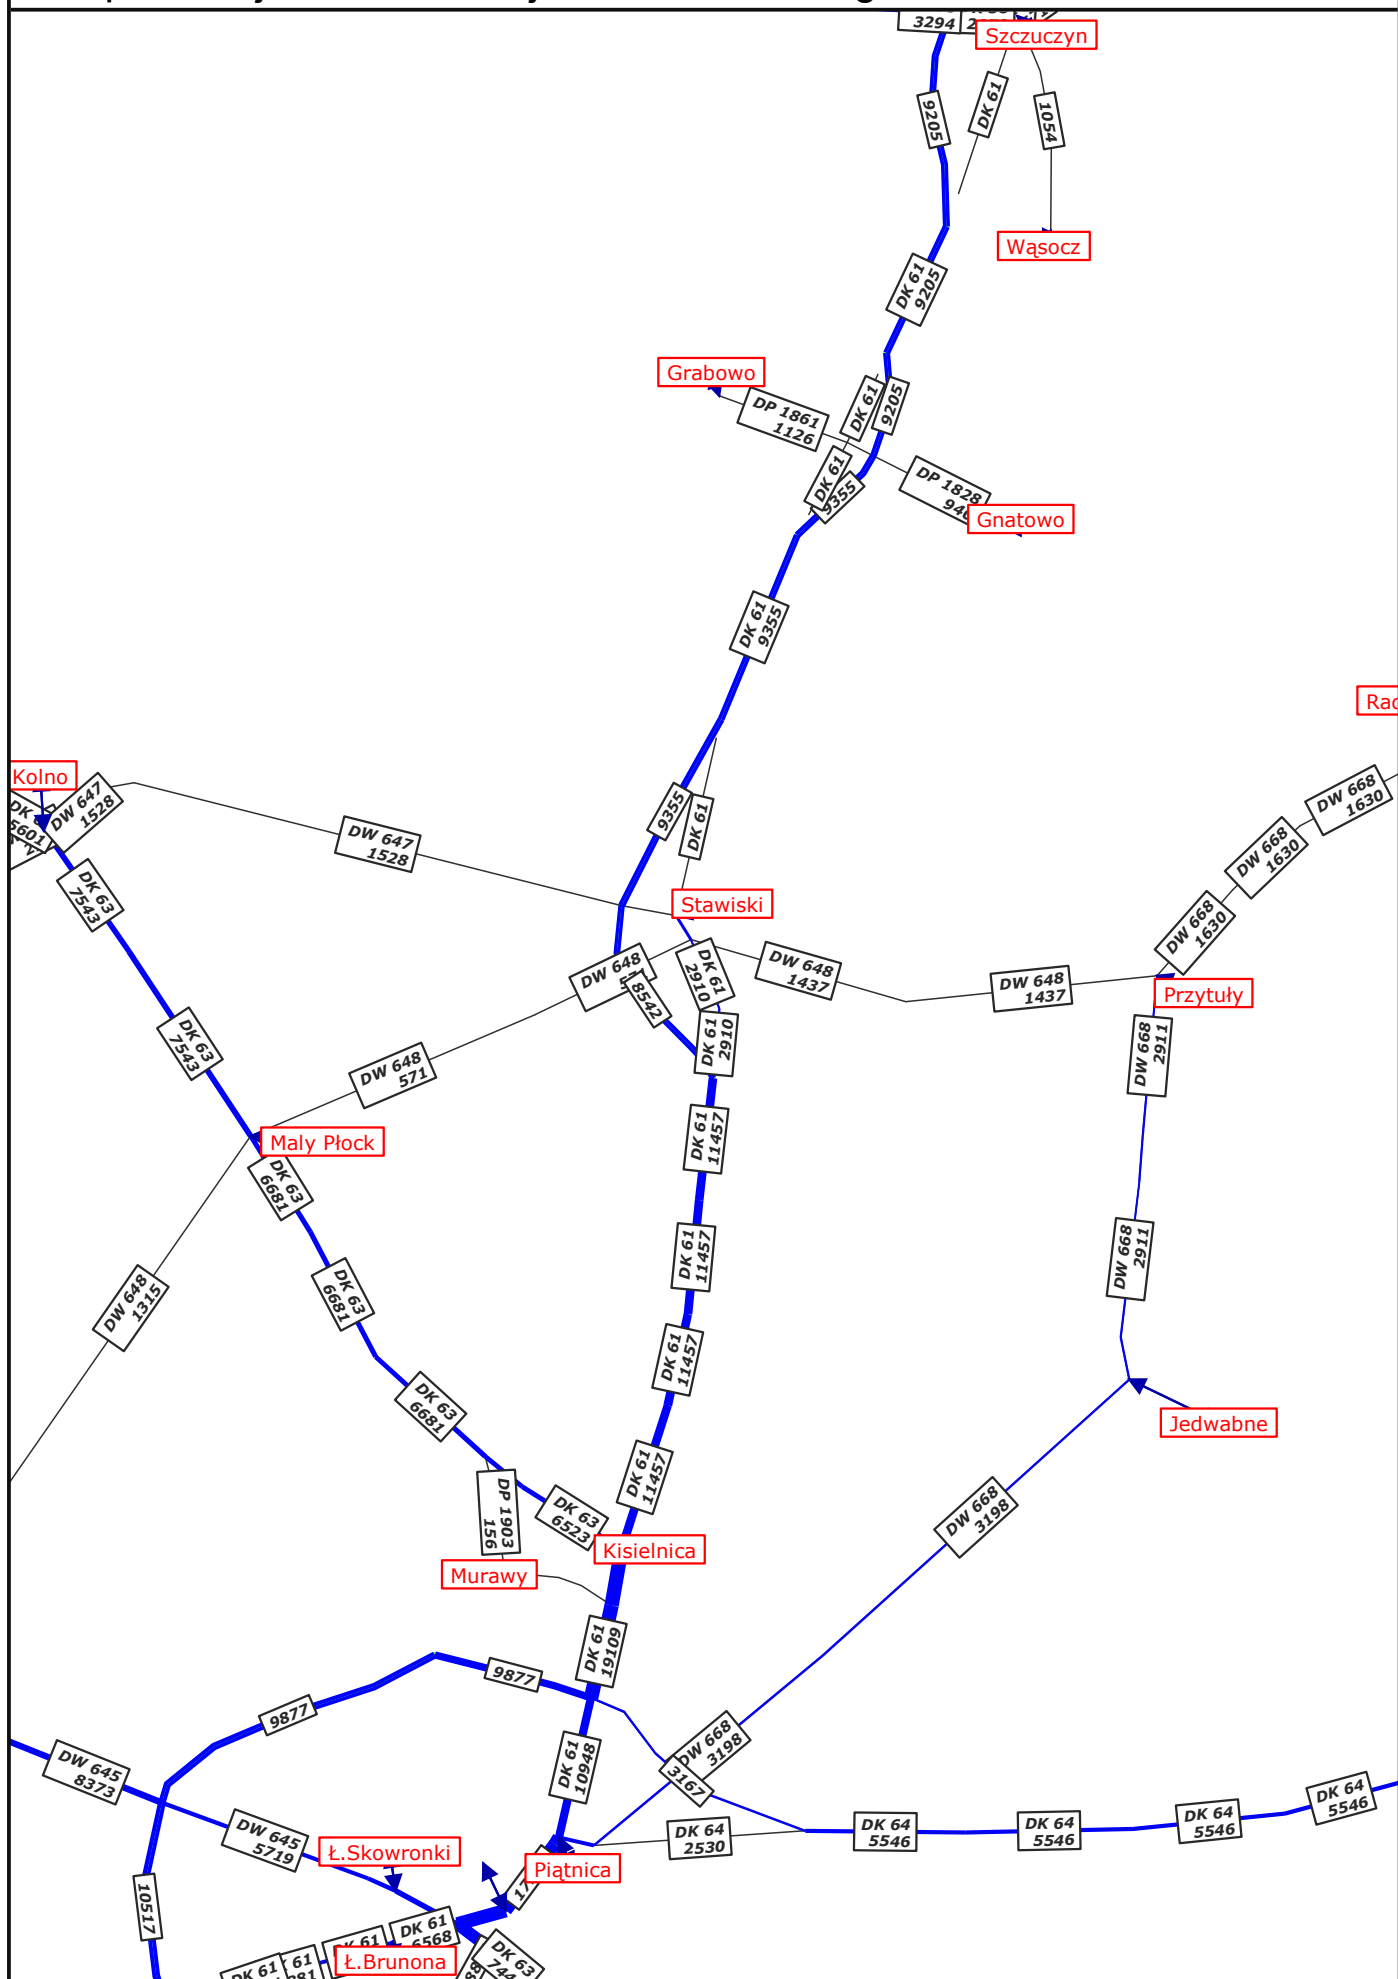 3294
Szczuczyn
DK 61
9205
1054
Wąsocz
DK 61
9205
Grabowo
DP 1861
1126
DK 61
9205
DK 61
9355
DP 1828
Gnatowo
DK 61
9355
Kolno
5601
DW 647
1528
DW 647
1528
9355
DK 61
Stawiski
DK 63
7543
DW 648
8542
DK 61
2910
DW 648
1437
DW 648
1437
DW 668
1630
DW 668
1630
DW 668
1630
Przytuły
DK 63
7543
DW 648
571
DK 61
2910
DW 668
2911
Maly Płock
DK 61
11457
DK 63
6681
DK 61
11457
DW 668
2911
DW 648
1315
DK 63
6681
DK 61
11457
Jedwabne
DK 63
6681
DK 61
11457
DP 1903
156
DK 63
6523
Kisielnica
DW 668
3198
Murawy
DK 61
19109
9877
9877
DK 61
10948
DW 668
3198
3167
DW 645
8373
DW 645
5719
Ł.Skowronki
DK 64
2530
DK 64
5546
DK 64
5546
DK 64
5546
DK 64
5546
Piątnica
10517
DK 61
6568
Ł.Brunona
DK 63
DK 61